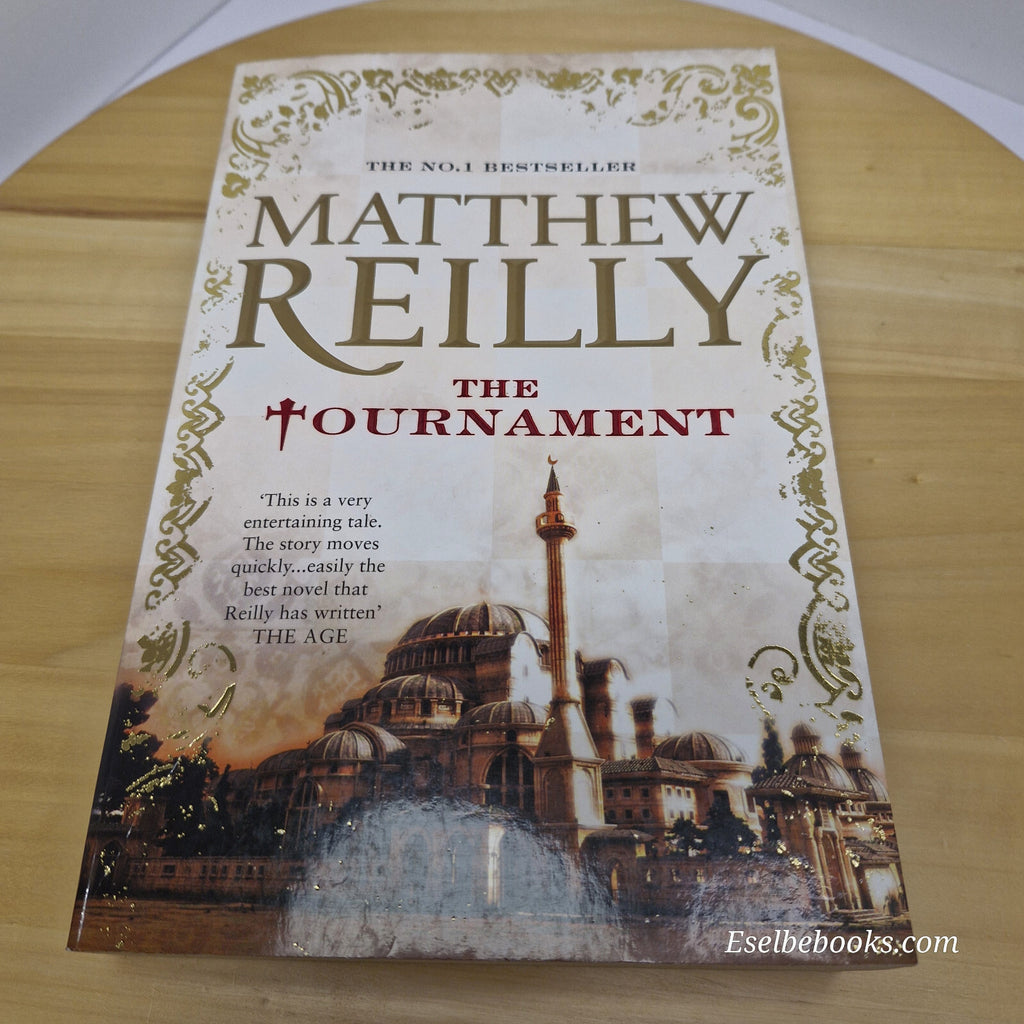 THE NO.1 BESTSELLER
MATTHEW
REILLY
THE
TOURNAMENT
‘This is a very
entertaining tale.
The story moves
quickly...easily the
best novel that
Reilly has written’
THE AGE
Eselbebooks.com